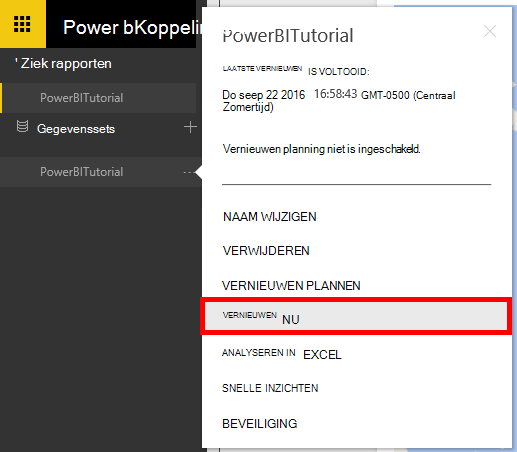 Power bKoppelin
' Ziek rapporten
PowerBITutorial
Gegevenssets
PowerBITutorial
PowerBITutorial
LAATSTE VERNIEUWEN IS VOLTOOID:
Do seep 22 2016 16:58:43 GMT-0500 (Centraal
Zomertijd)
Vernieuwen planning niet is ingeschakeld.
NAAM WIJZIGEN
VERWIJDEREN
VERNIEUWEN PLANNEN
VERNIEUWEN NU
ANALYSEREN IN EXCEL
SNELLE INZICHTEN
BEVEILIGING